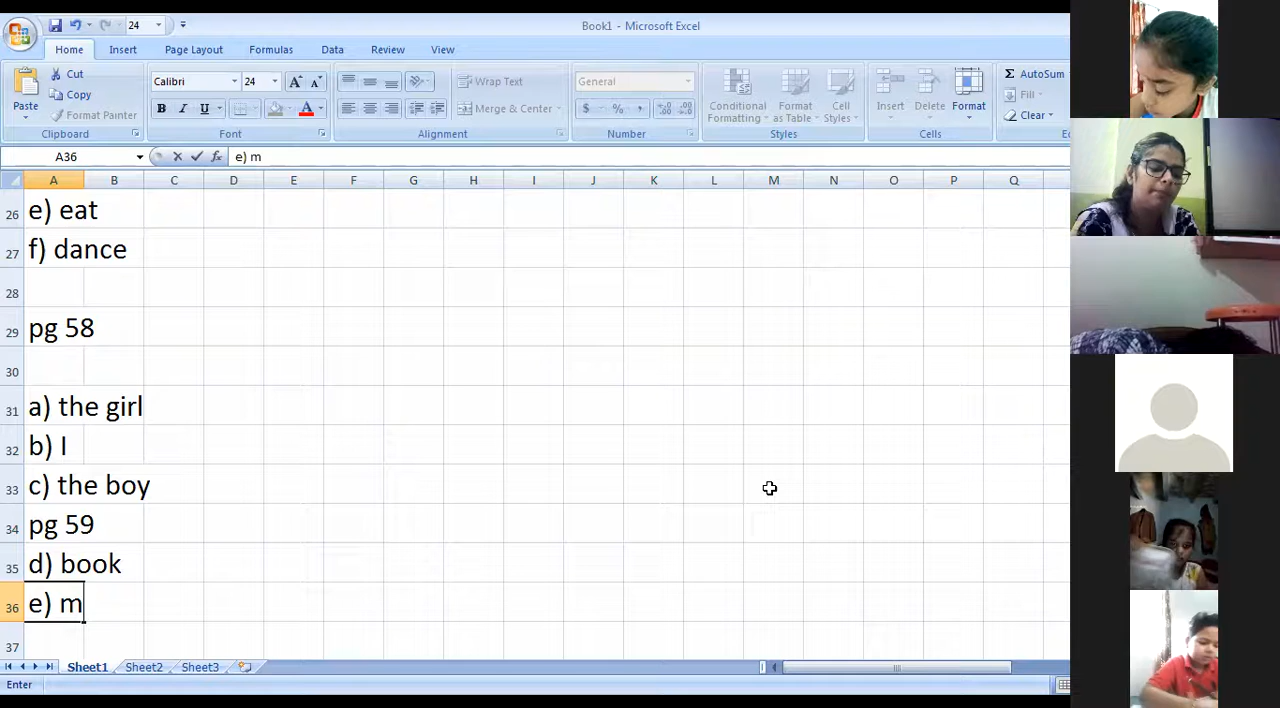 24
Book1 - Microsoft Excel
Home Insert Page Layout Formulas Data Review View
Paste
Cut
Copy
Format Painter
Clipboard
Calibri 24
B I U
Font
Wrap Text
Merge & Center
Alignment
General
$ % ,
Number
Conditional Formatting
Format as Table
Cell Styles
Styles
Insert Delete Format
Cells
Σ AutoSum
Fill
Clear
A36 fx e) m
A B C D E F G H I J K L M N O P Q
26 e) eat
27 f) dance
28
29 pg 58
30
31 a) the girl
32 b) I
33 c) the boy
34 pg 59
35 d) book
36 e) m
37
Sheet1 Sheet2 Sheet3
Enter